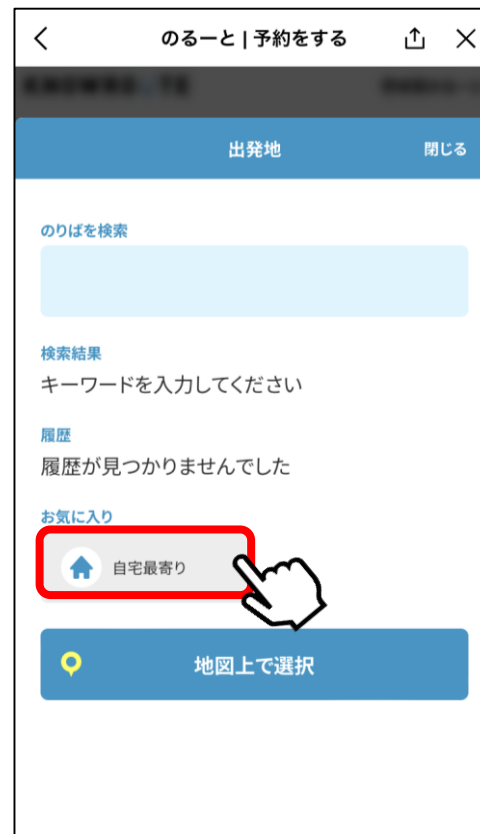 のるーと | 予約をする
出発地
閉じる
のりばを検索
検索結果
キーワードを入力してください
履歴
履歴が見つかりませんでした
お気に入り
自宅最寄り
地図上で選択